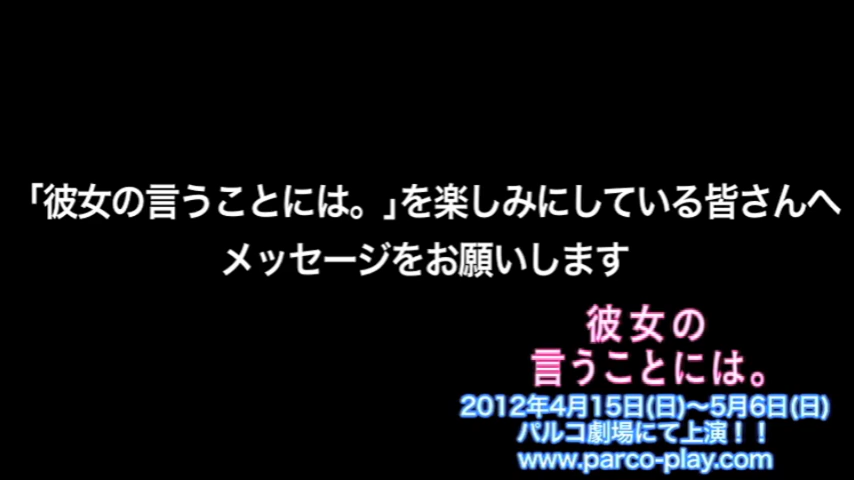 「彼女の言うことには。」を楽しみにしている皆さんへ
メッセージをお願いします
彼女の
言うことには。
2012年4月15日(日)〜5月6日(日)
パルコ劇場にて上演！！
www.parco-play.com